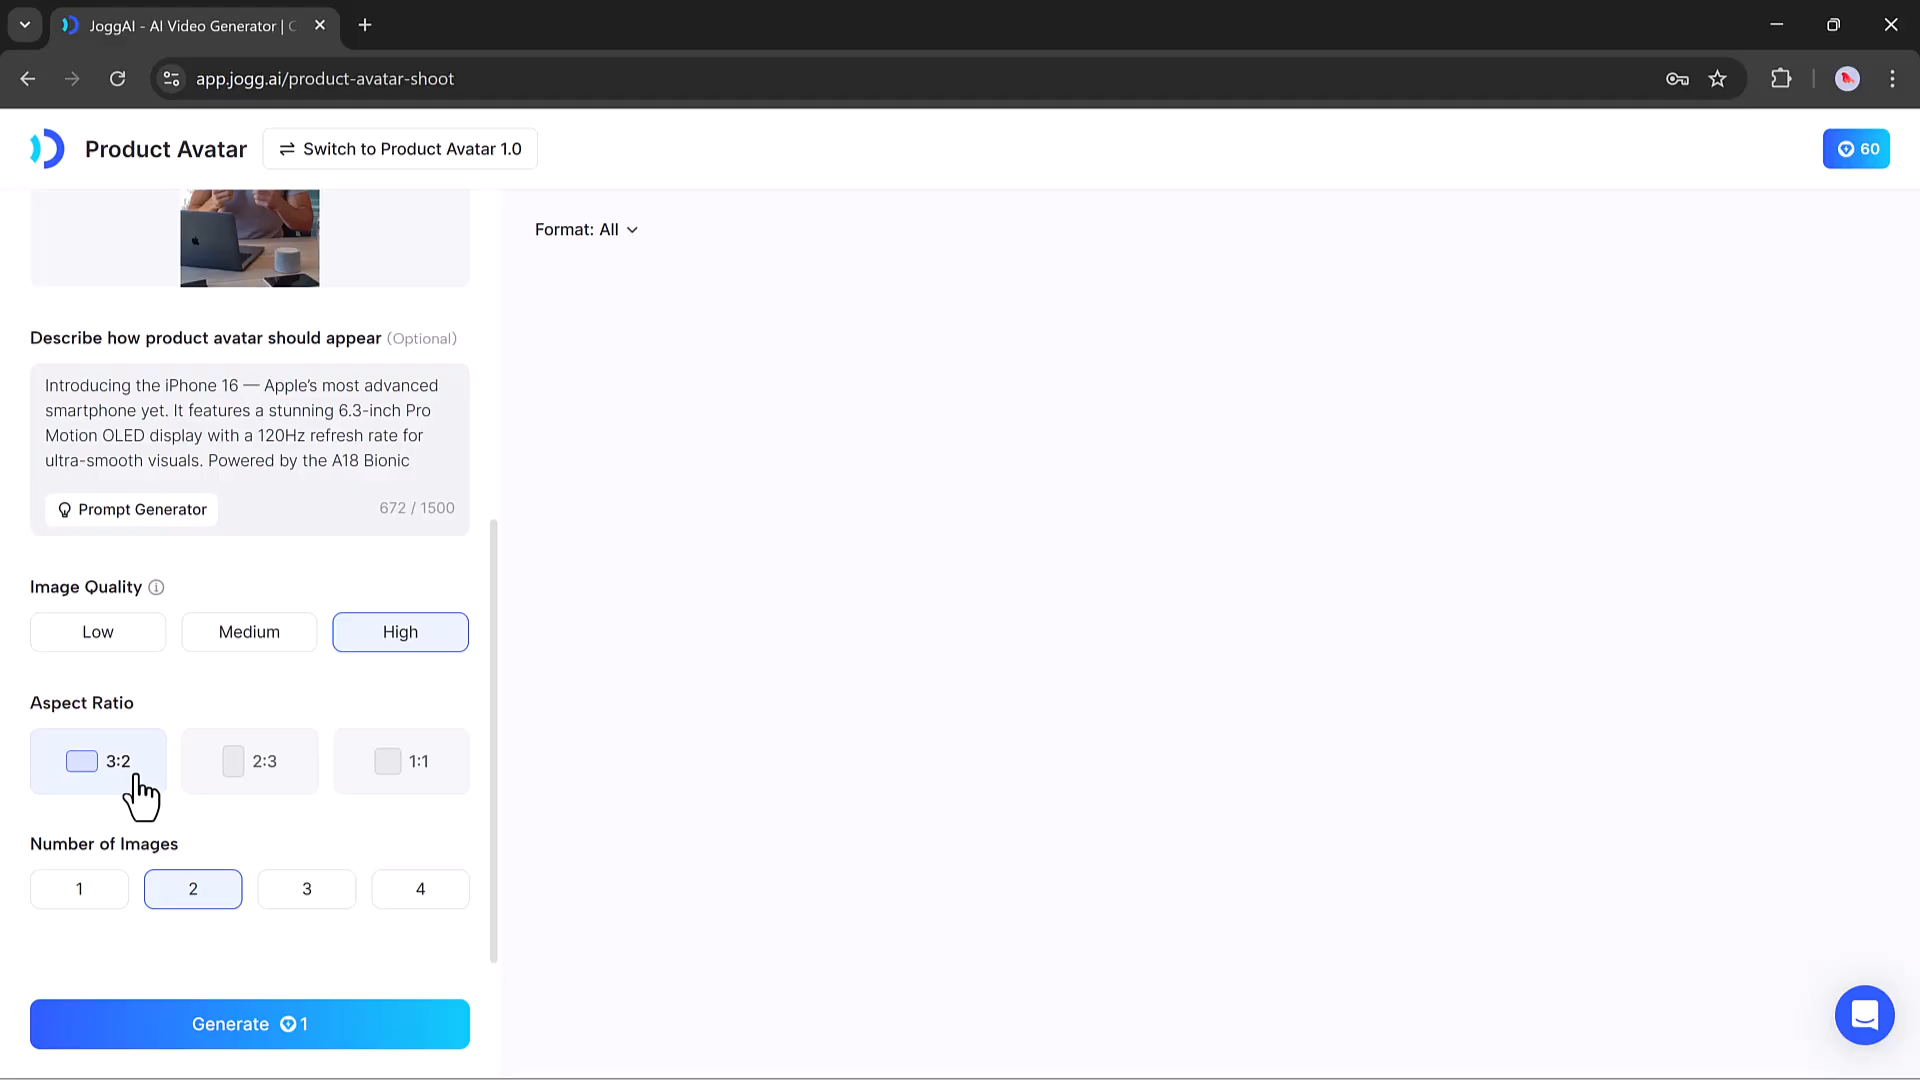 JoggAI - AI Video Generator | C
app.jogg.ai/product-avatar-shoot
Product Avatar
Switch to Product Avatar 1.0
60
Format: All
Describe how product avatar should appear (Optional)
Introducing the iPhone 16 — Apple's most advanced
smartphone yet. It features a stunning 6.3-inch Pro
Motion OLED display with a 120Hz refresh rate for
ultra-smooth visuals. Powered by the A18 Bionic
Prompt Generator
672 / 1500
Image Quality
Low
Medium
High
Aspect Ratio
3:2
2:3
1:1
Number of Images
1
2
3
4
Generate 1